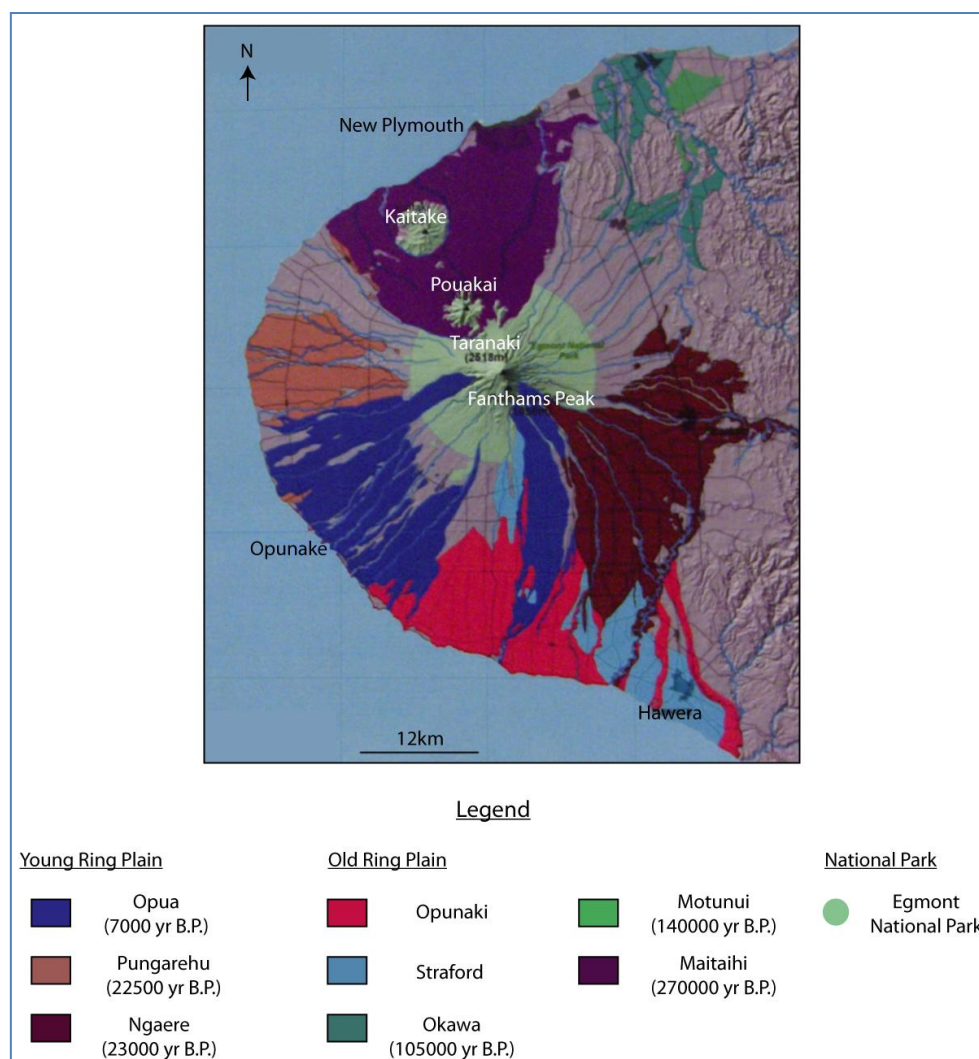 N
New Plymouth
Kaitake
Pouakai
Taranaki
(2518m)
Egmont National
Park
Fanthams Peak
Opunake
Hawera
12km
Legend
Young Ring Plain
Opua
(7000 yr B.P.)
Pungarehu
(22500 yr B.P.)
Ngaere
(23000 yr B.P.)
Old Ring Plain
Opunaki
Straford
Okawa
(105000 yr B.P.)
Motunui
(140000 yr B.P.)
Maitaihi
(270000 yr B.P.)
National Park
Egmont
National Park